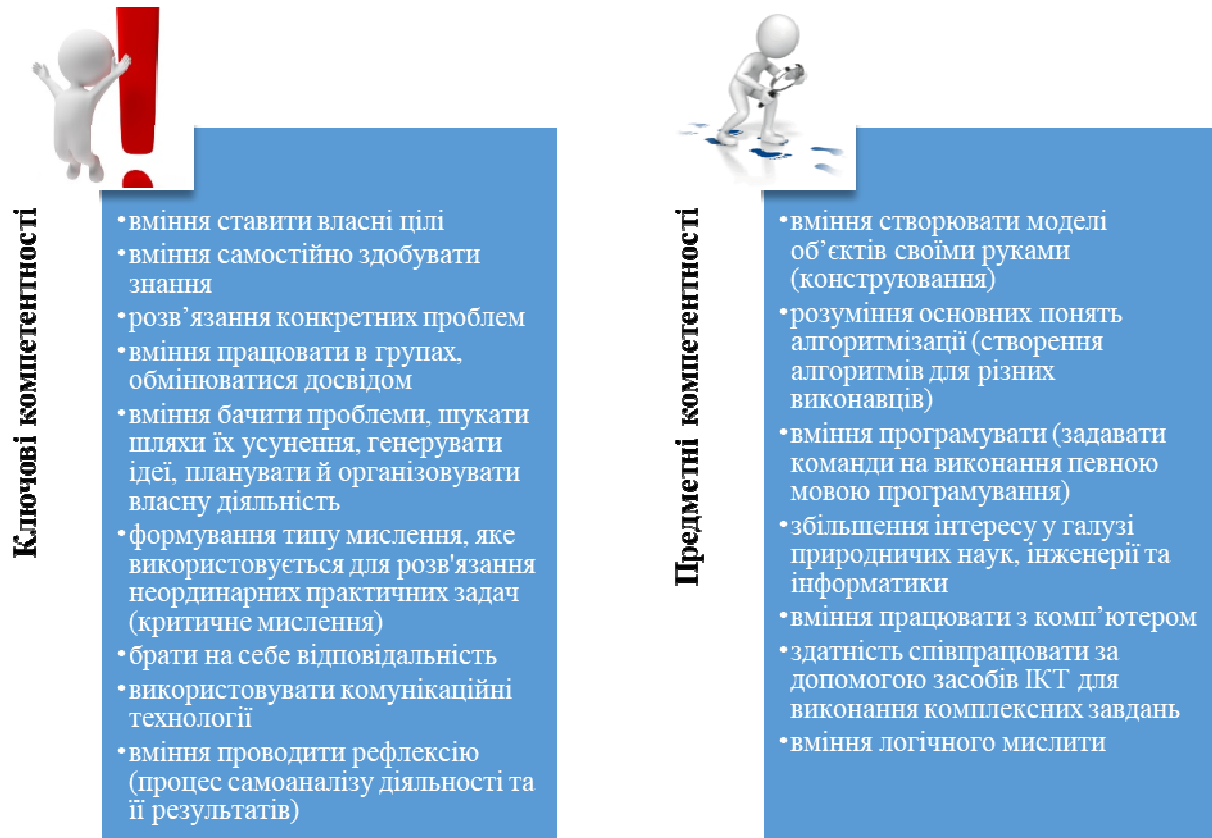 Ключові компетентності
•вміння ставити власні цілі
•вміння самостійно здобувати
знання
•розв’язання конкретних проблем
•вміння працювати в групах,
обмінюватися досвідом
•вміння бачити проблеми, шукати
шляхи їх усунення, генерувати
ідеї, планувати й організовувати
власну діяльність
•формування типу мислення, яке
використовується для розв'язання
неординарних практичних задач
(критичне мислення)
•брати на себе відповідальність
•використовувати комунікаційні
технології
•вміння проводити рефлексію
(процес самоаналізу діяльності та
її результатів)
Предметні компетентності
•вміння створювати моделі
об’єктів своїми руками
(конструювання)
•розуміння основних понять
алгоритмізації (створення
алгоритмів для різних
виконавців)
•вміння програмувати (задавати
команди на виконання певною
мовою програмування)
•збільшення інтересу у галузі
природничих наук, інженерії та
інформатики
•вміння працювати з комп’ютером
•здатність співпрацювати за
допомогою засобів ІКТ для
виконання комплексних завдань
•вміння логічного мислити